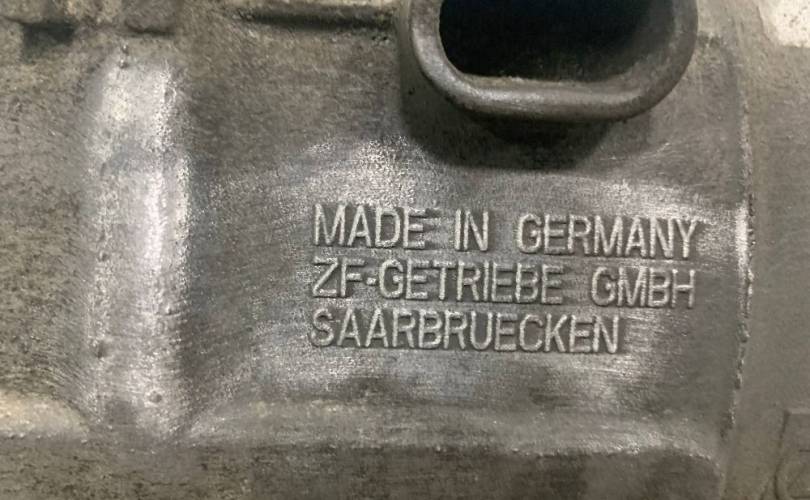 MADE IN GERMANY
ZF-GETRIEBE GMBH
SAARBRUECKEN